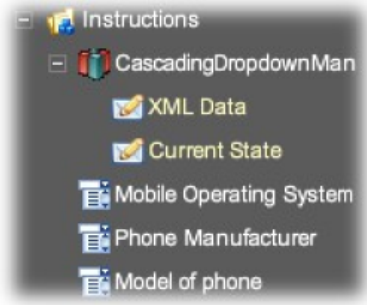 Instructions
CascadingDropdownMan
XML Data
Current State
Mobile Operating System
Phone Manufacturer
Model of phone